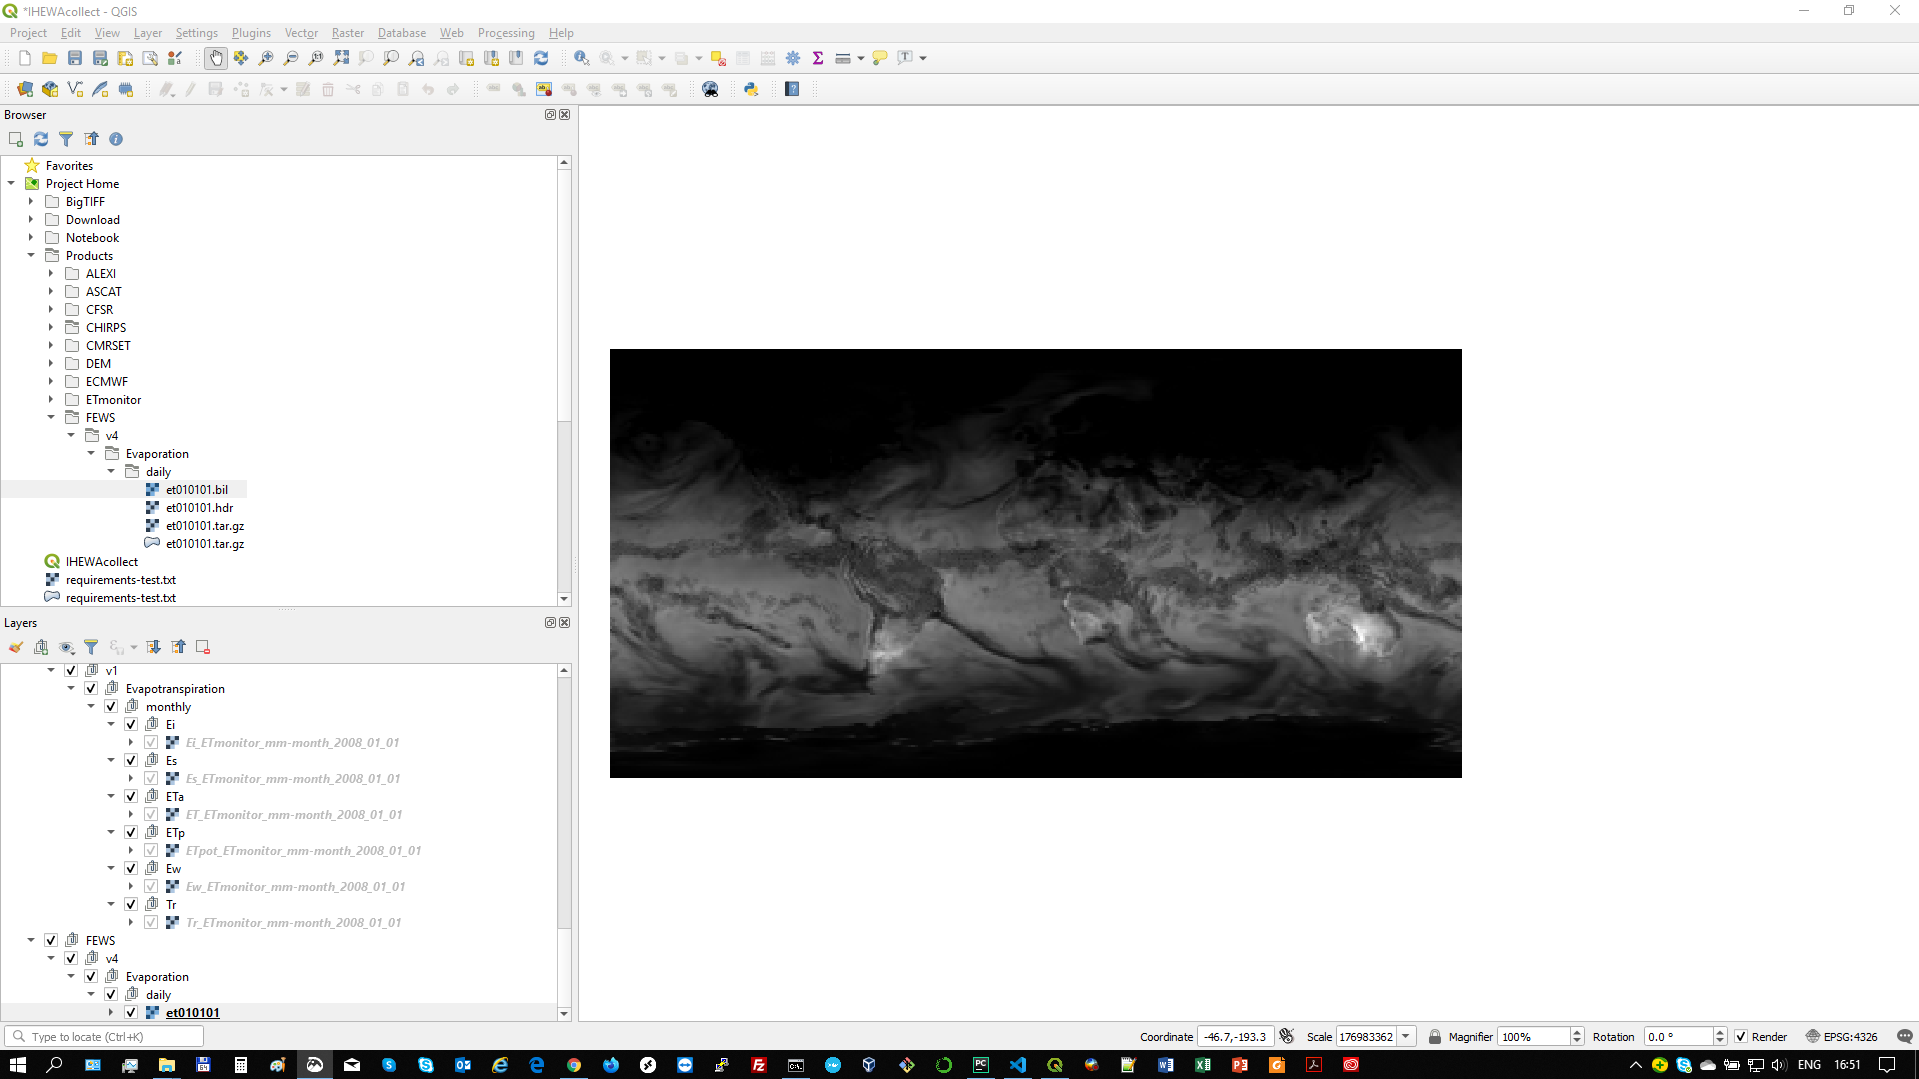 *IHEWAcollect - QGIS
Project Edit View Layer Settings Plugins Vector Raster Database Web Processing Help
Browser
Favorites
Project Home
BigTIFF
Download
Notebook
Products
ALEXI
ASCAT
CFSR
CHIRPS
CMRSET
DEM
ECMWF
ETmonitor
FEWS
v4
Evaporation
daily
et010101.bil
et010101.hdr
et010101.tar.gz
et010101.tar.gz
IHEWAcollect
requirements-test.txt
requirements-test.txt
Layers
v1
Evapotranspiration
monthly
Ei
Ei_ETmonitor_mm-month_2008_01_01
Es
Es_ETmonitor_mm-month_2008_01_01
ETa
ET_ETmonitor_mm-month_2008_01_01
ETp
ETpot_ETmonitor_mm-month_2008_01_01
Ew
Ew_ETmonitor_mm-month_2008_01_01
Tr
Tr_ETmonitor_mm-month_2008_01_01
FEWS
v4
Evaporation
daily
et010101
Type to locate (Ctrl+K)
Coordinate -46.7,-193.3 Scale 176983362 Magnifier 100% Rotation 0.0 ° Render EPSG:4326
ENG 16:51